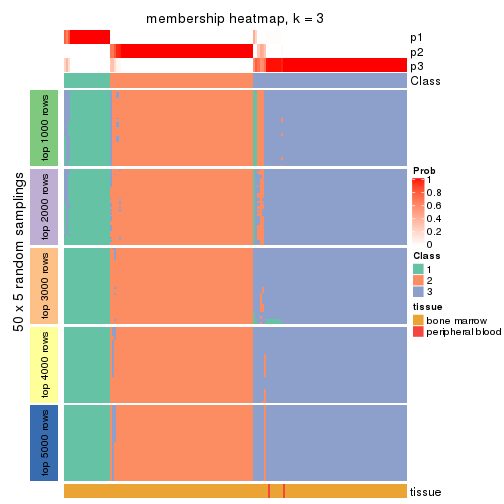 membership heatmap, k = 3
p1
p2
p3
Class
50 x 5 random samplings
top 1000 rows
top 2000 rows
top 3000 rows
top 4000 rows
top 5000 rows
Prob
1
0.8
0.6
0.4
0.2
0
Class
1
2
3
tissue
bone marrow
peripheral blood
tissue